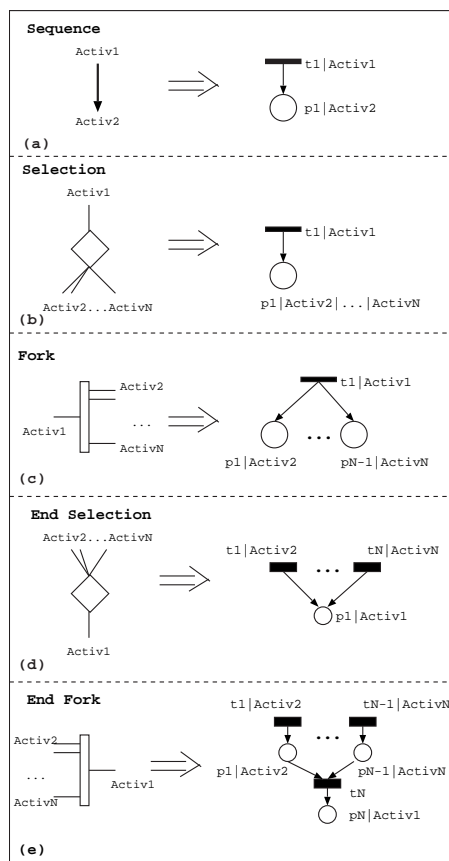 Sequence
Activ1
t1|Activ1
p1|Activ2
Activ2
(a)
Selection
Activ1
t1|Activ1
Activ2...ActivN
p1|Activ2|...|ActivN
(b)
Fork
Activ2
t1|Activ1
Activ1
...
...
ActivN
p1|Activ2
pN-1|ActivN
(c)
End Selection
Activ2...ActivN
t1|Activ2
tN|ActivN
...
p1|Activ1
Activ1
(d)
End Fork
t1|Activ2
tN-1|ActivN
Activ2
...
...
Activ1
p1|Activ2
pN-1|ActivN
ActivN
tN
pN|Activ1
(e)